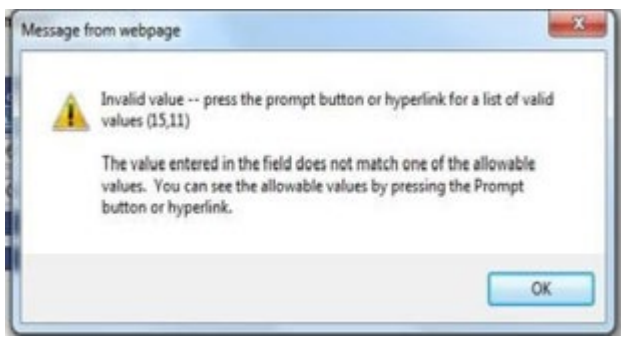 Message from webpage
Invalid value -- press the prompt button or hyperlink for a list of valid
values (15,11)
The value entered in the field does not match one of the allowable
values. You can see the allowable values by pressing the Prompt
button or hyperlink.
OK